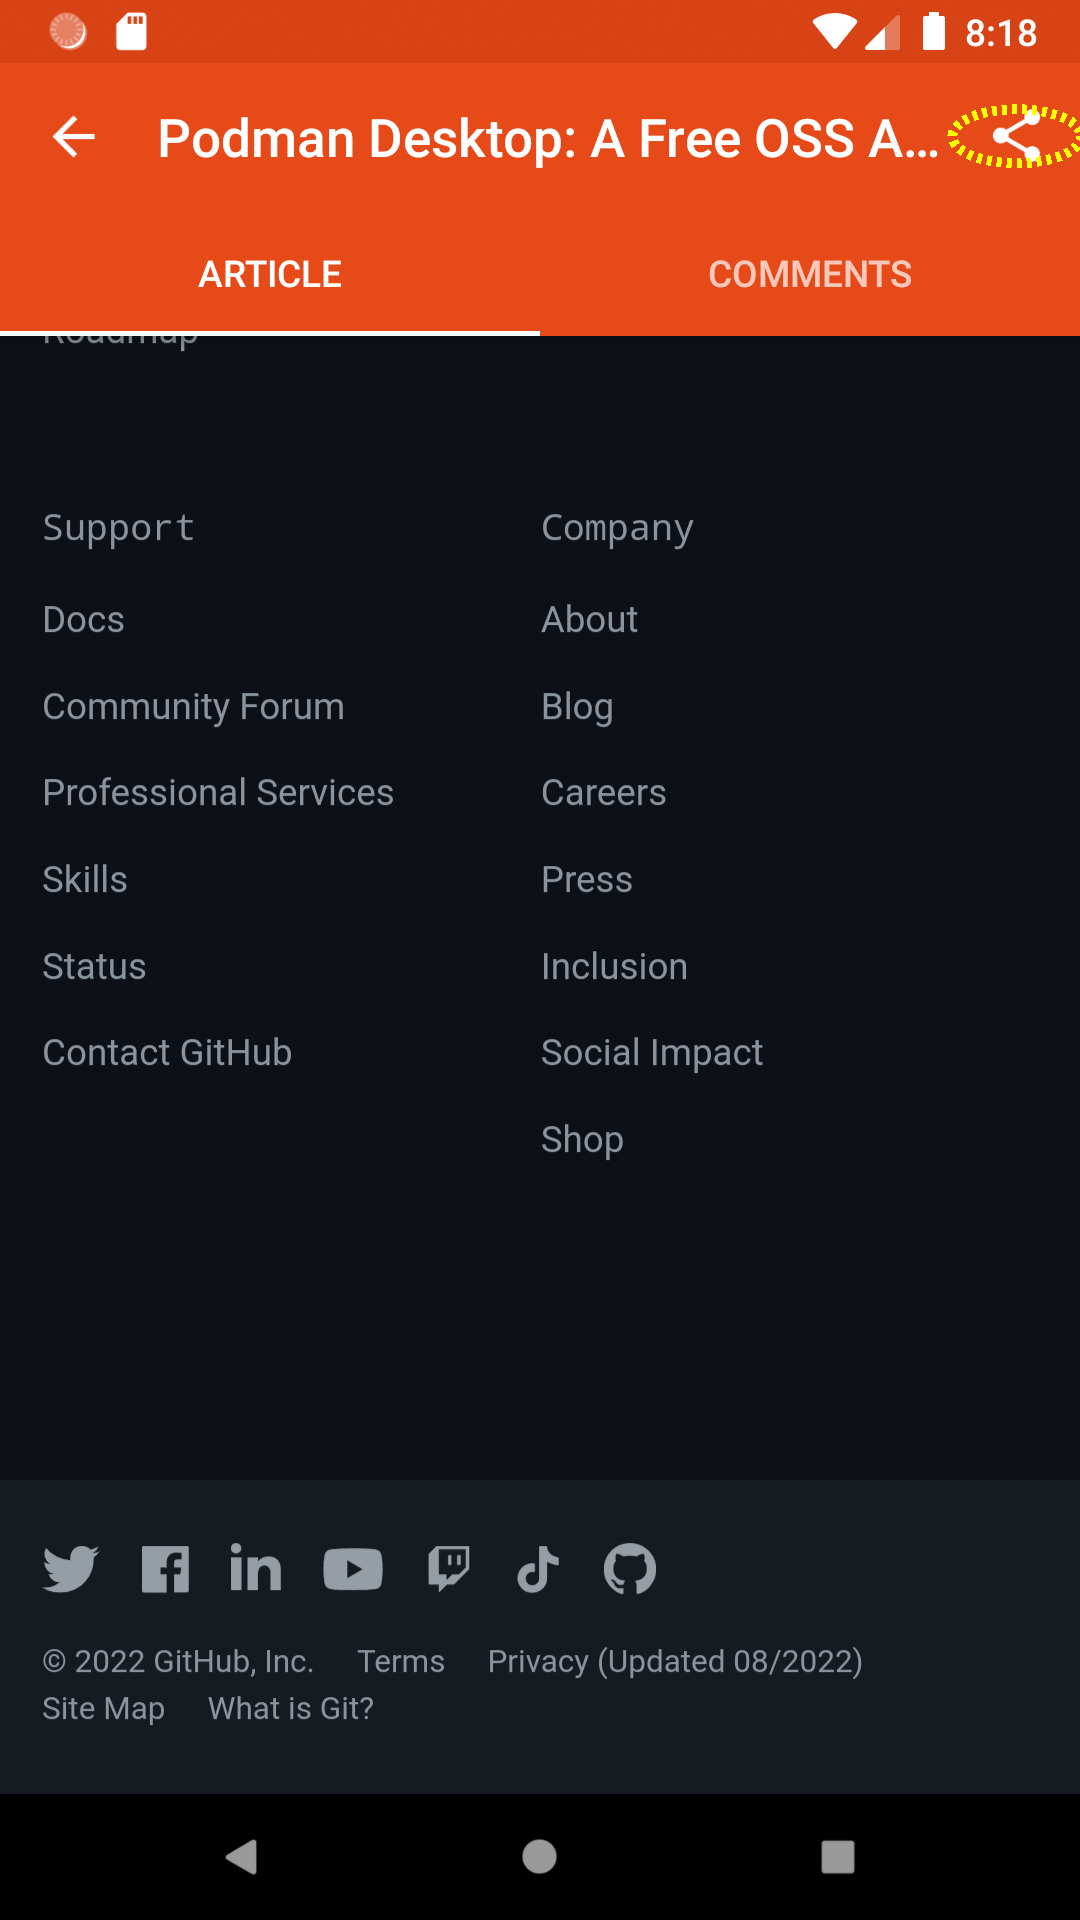 8:18
Podman Desktop: A Free OSS A...
ARTICLE
COMMENTS
Roadmap
Support
Company
Docs
About
Community Forum
Blog
Professional Services
Careers
Skills
Press
Status
Inclusion
Contact GitHub
Social Impact
Shop
© 2022 GitHub, Inc. Terms Privacy (Updated 08/2022)
Site Map What is Git?